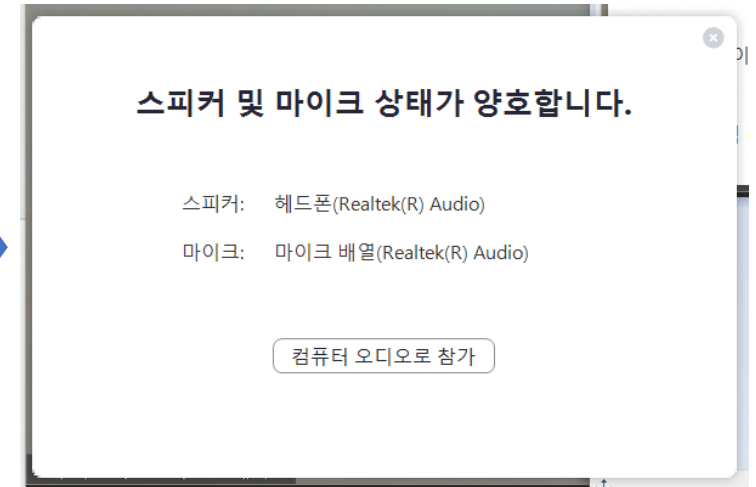 스피커 및 마이크 상태가 양호합니다.
스피커: 헤드폰(Realtek(R) Audio)
마이크: 마이크 배열(Realtek(R) Audio)
컴퓨터 오디오로 참가